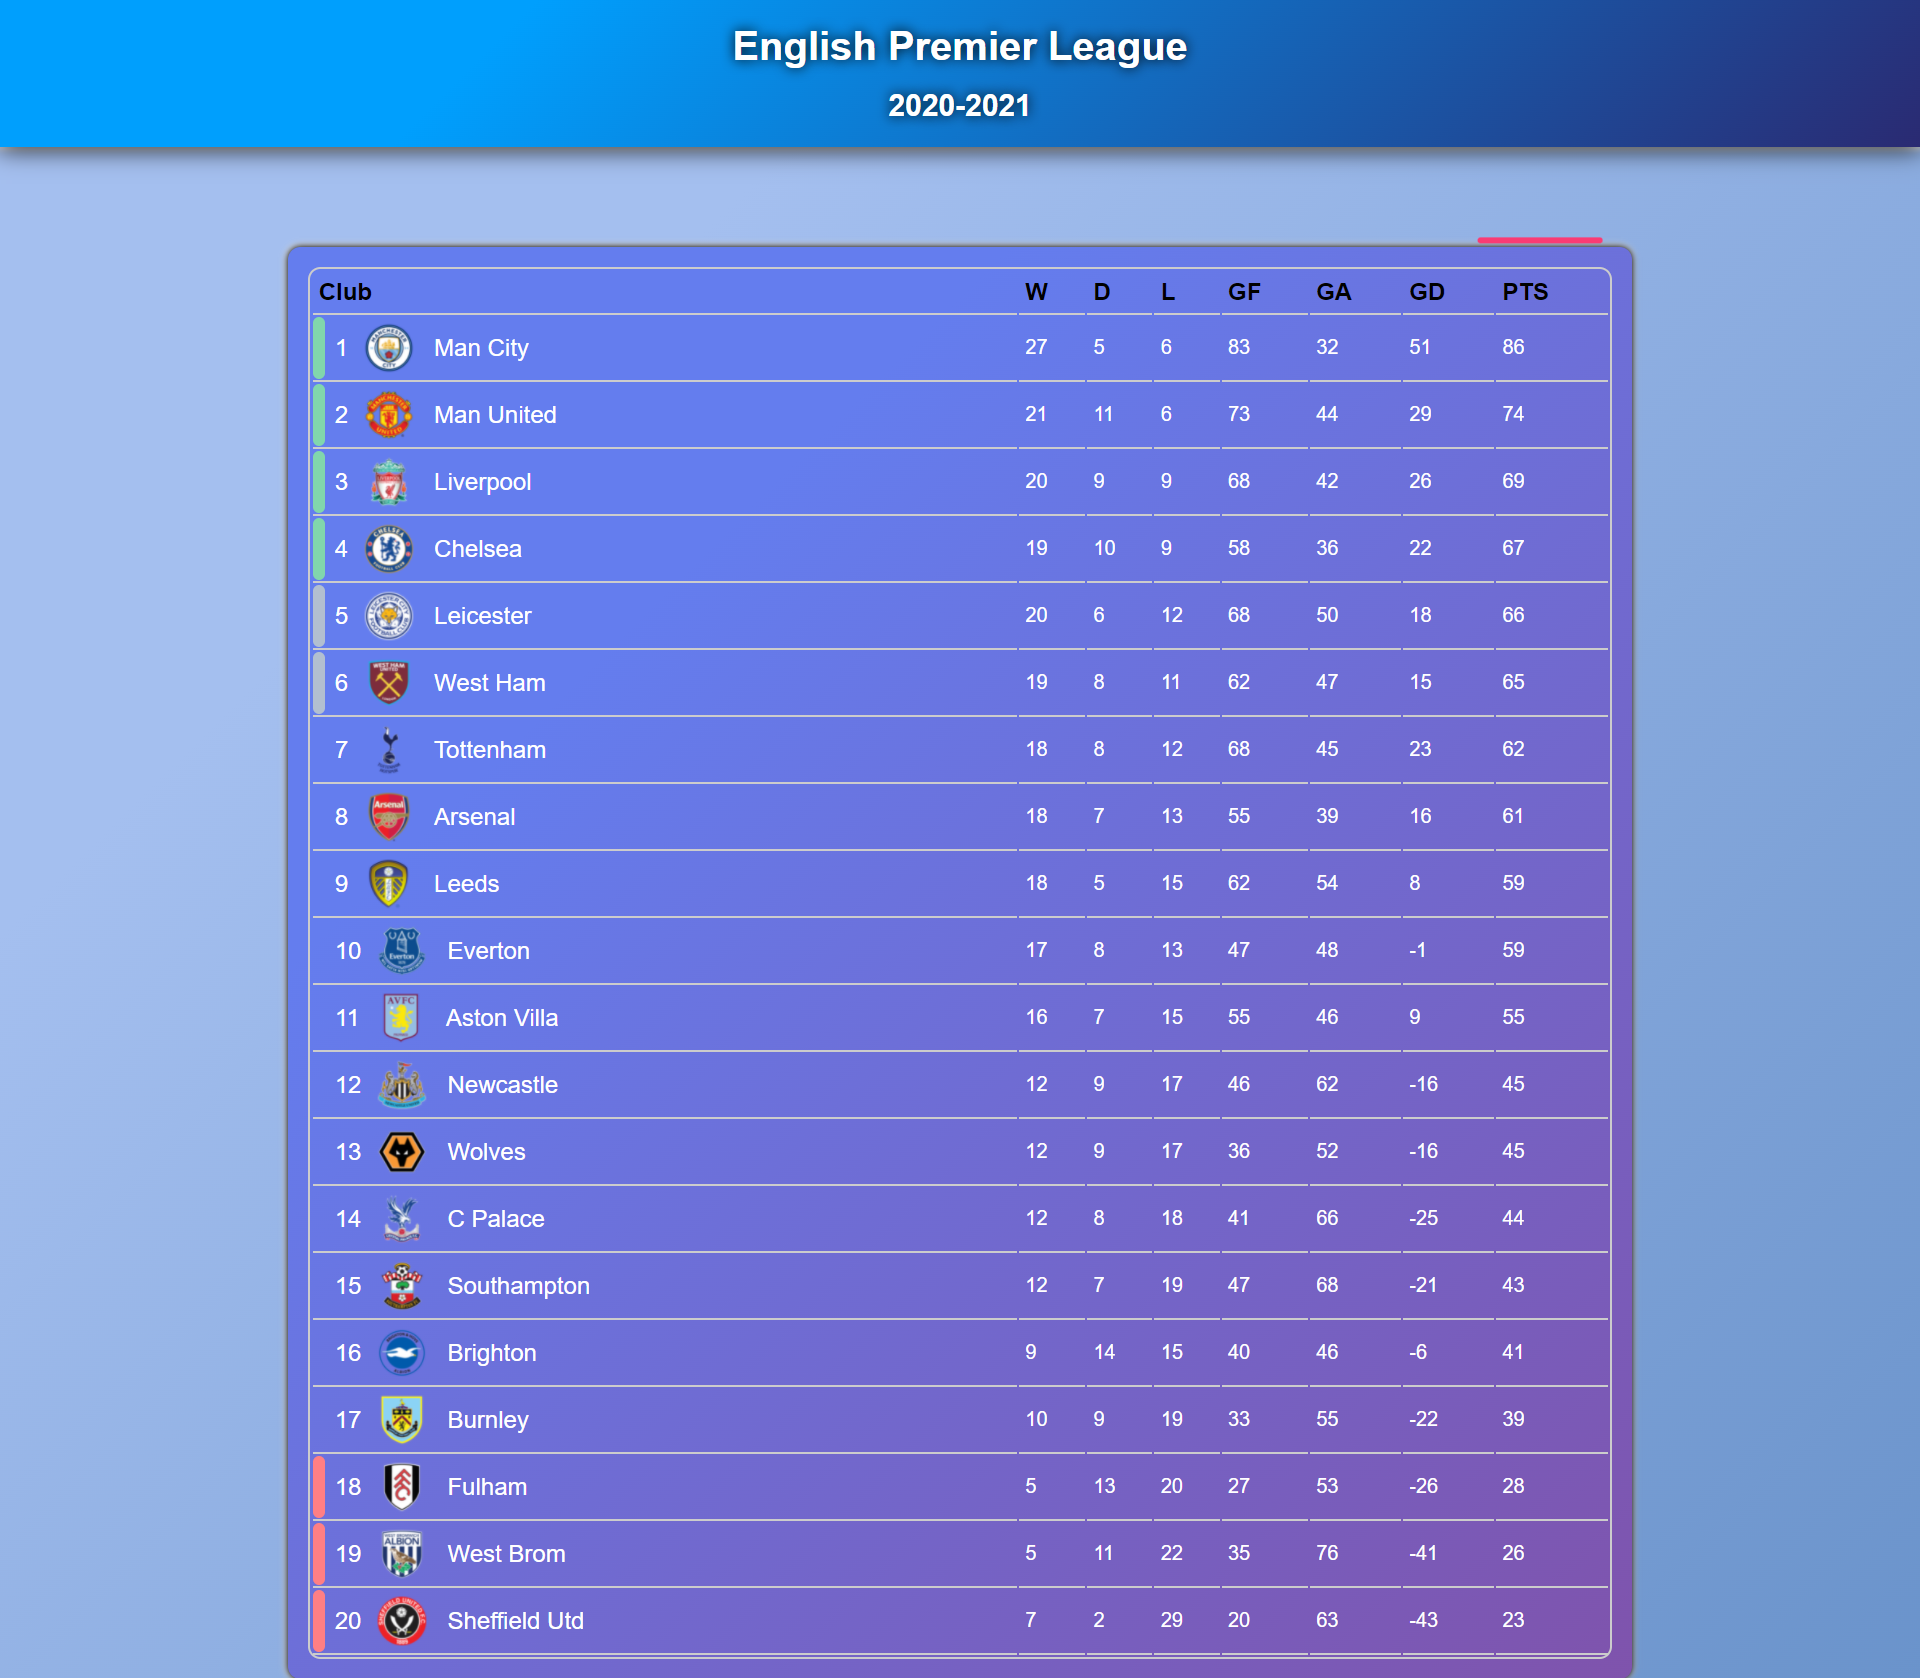 English Premier League
2020-2021
Club W D L GF GA GD PTS
1 Man City 27 5 6 83 32 51 86
2 Man United 21 11 6 73 44 29 74
3 Liverpool 20 9 9 68 42 26 69
4 Chelsea 19 10 9 58 36 22 67
5 Leicester 20 6 12 68 50 18 66
6 West Ham 19 8 11 62 47 15 65
7 Tottenham 18 8 12 68 45 23 62
8 Arsenal 18 7 13 55 39 16 61
9 Leeds 18 5 15 62 54 8 59
10 Everton 17 8 13 47 48 -1 59
11 Aston Villa 16 7 15 55 46 9 55
12 Newcastle 12 9 17 46 62 -16 45
13 Wolves 12 9 17 36 52 -16 45
14 C Palace 12 8 18 41 66 -25 44
15 Southampton 12 7 19 47 68 -21 43
16 Brighton 9 14 15 40 46 -6 41
17 Burnley 10 9 19 33 55 -22 39
18 Fulham 5 13 20 27 53 -26 28
19 West Brom 5 11 22 35 76 -41 26
20 Sheffield Utd 7 2 29 20 63 -43 23